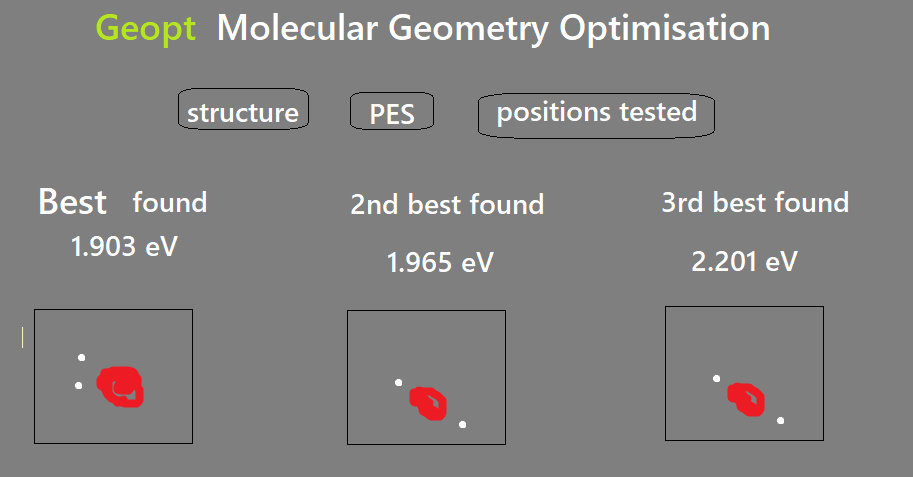 Geopt Molecular Geometry Optimisation
structure PES positions tested
Best found 2nd best found 3rd best found
1.903 eV 1.965 eV 2.201 eV